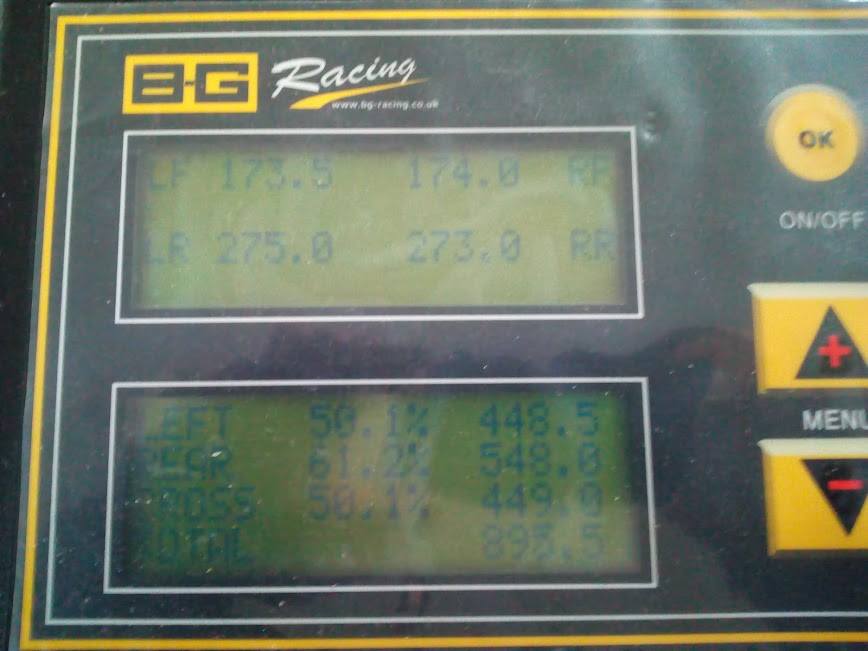 B-G Racing
www.bg-racing.co.uk
LF 173.5 174.0 RF
LR 275.0 273.0 RR
OK
ON/OFF
LEFT 50.1% 448.5
REAR 61.2% 548.0
CROSS 50.1% 449.0
TOTAL 895.5
+
MENU
-